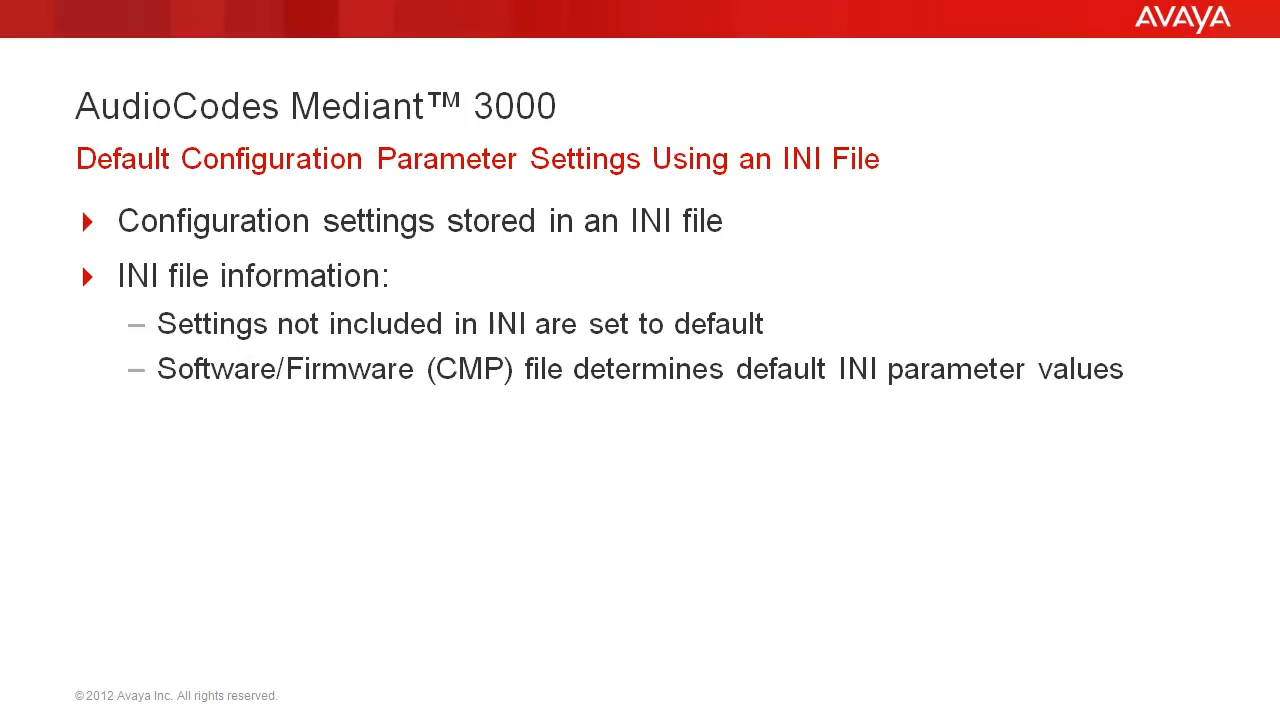 AVAYA
AudioCodes Mediant™ 3000
Default Configuration Parameter Settings Using an INI File
Configuration settings stored in an INI file
INI file information:
– Settings not included in INI are set to default
– Software/Firmware (CMP) file determines default INI parameter values
© 2012 Avaya Inc. All rights reserved.